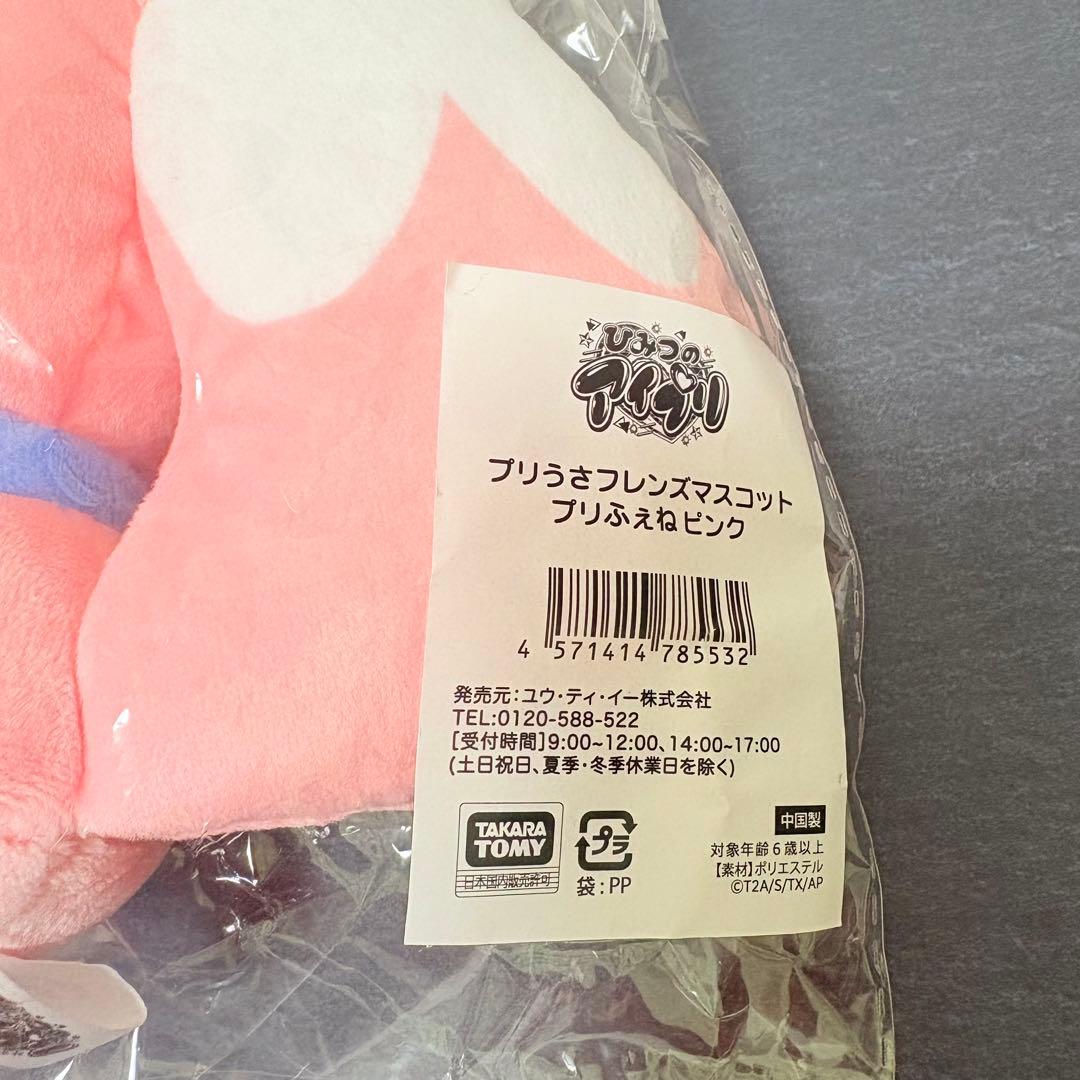 ひみつの
アイプリ
プリうさフレンズマスコット
プリふぇねピンク
4 571414 785532
発売元:ユウ・ティ・イー株式会社
TEL:0120-588-522
[受付時間]9:00~12:00、14:00~17:00
(土日祝日、夏季・冬季休業日を除く)
TAKARA TOMY
日本国内販売許可
プラ
袋:PP
中国製
対象年齢6歳以上
【素材】ポリエステル
©T2A/S/TX/AP